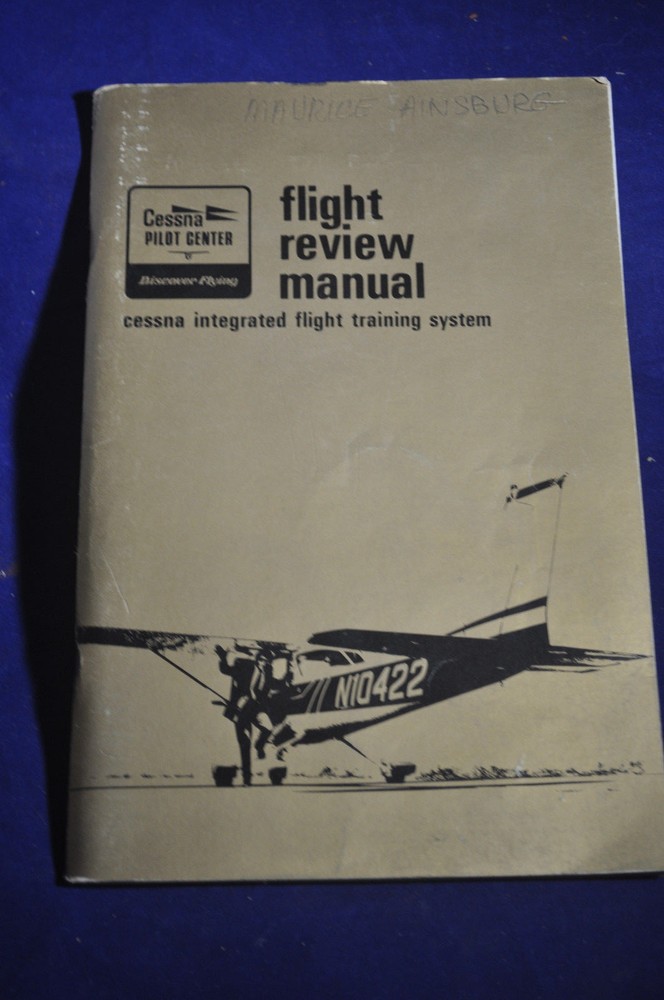 MAURICE AINSBURG
Cessna
PILOT CENTER
Discover Flying
flight
review
manual
cessna integrated flight training system
N10422